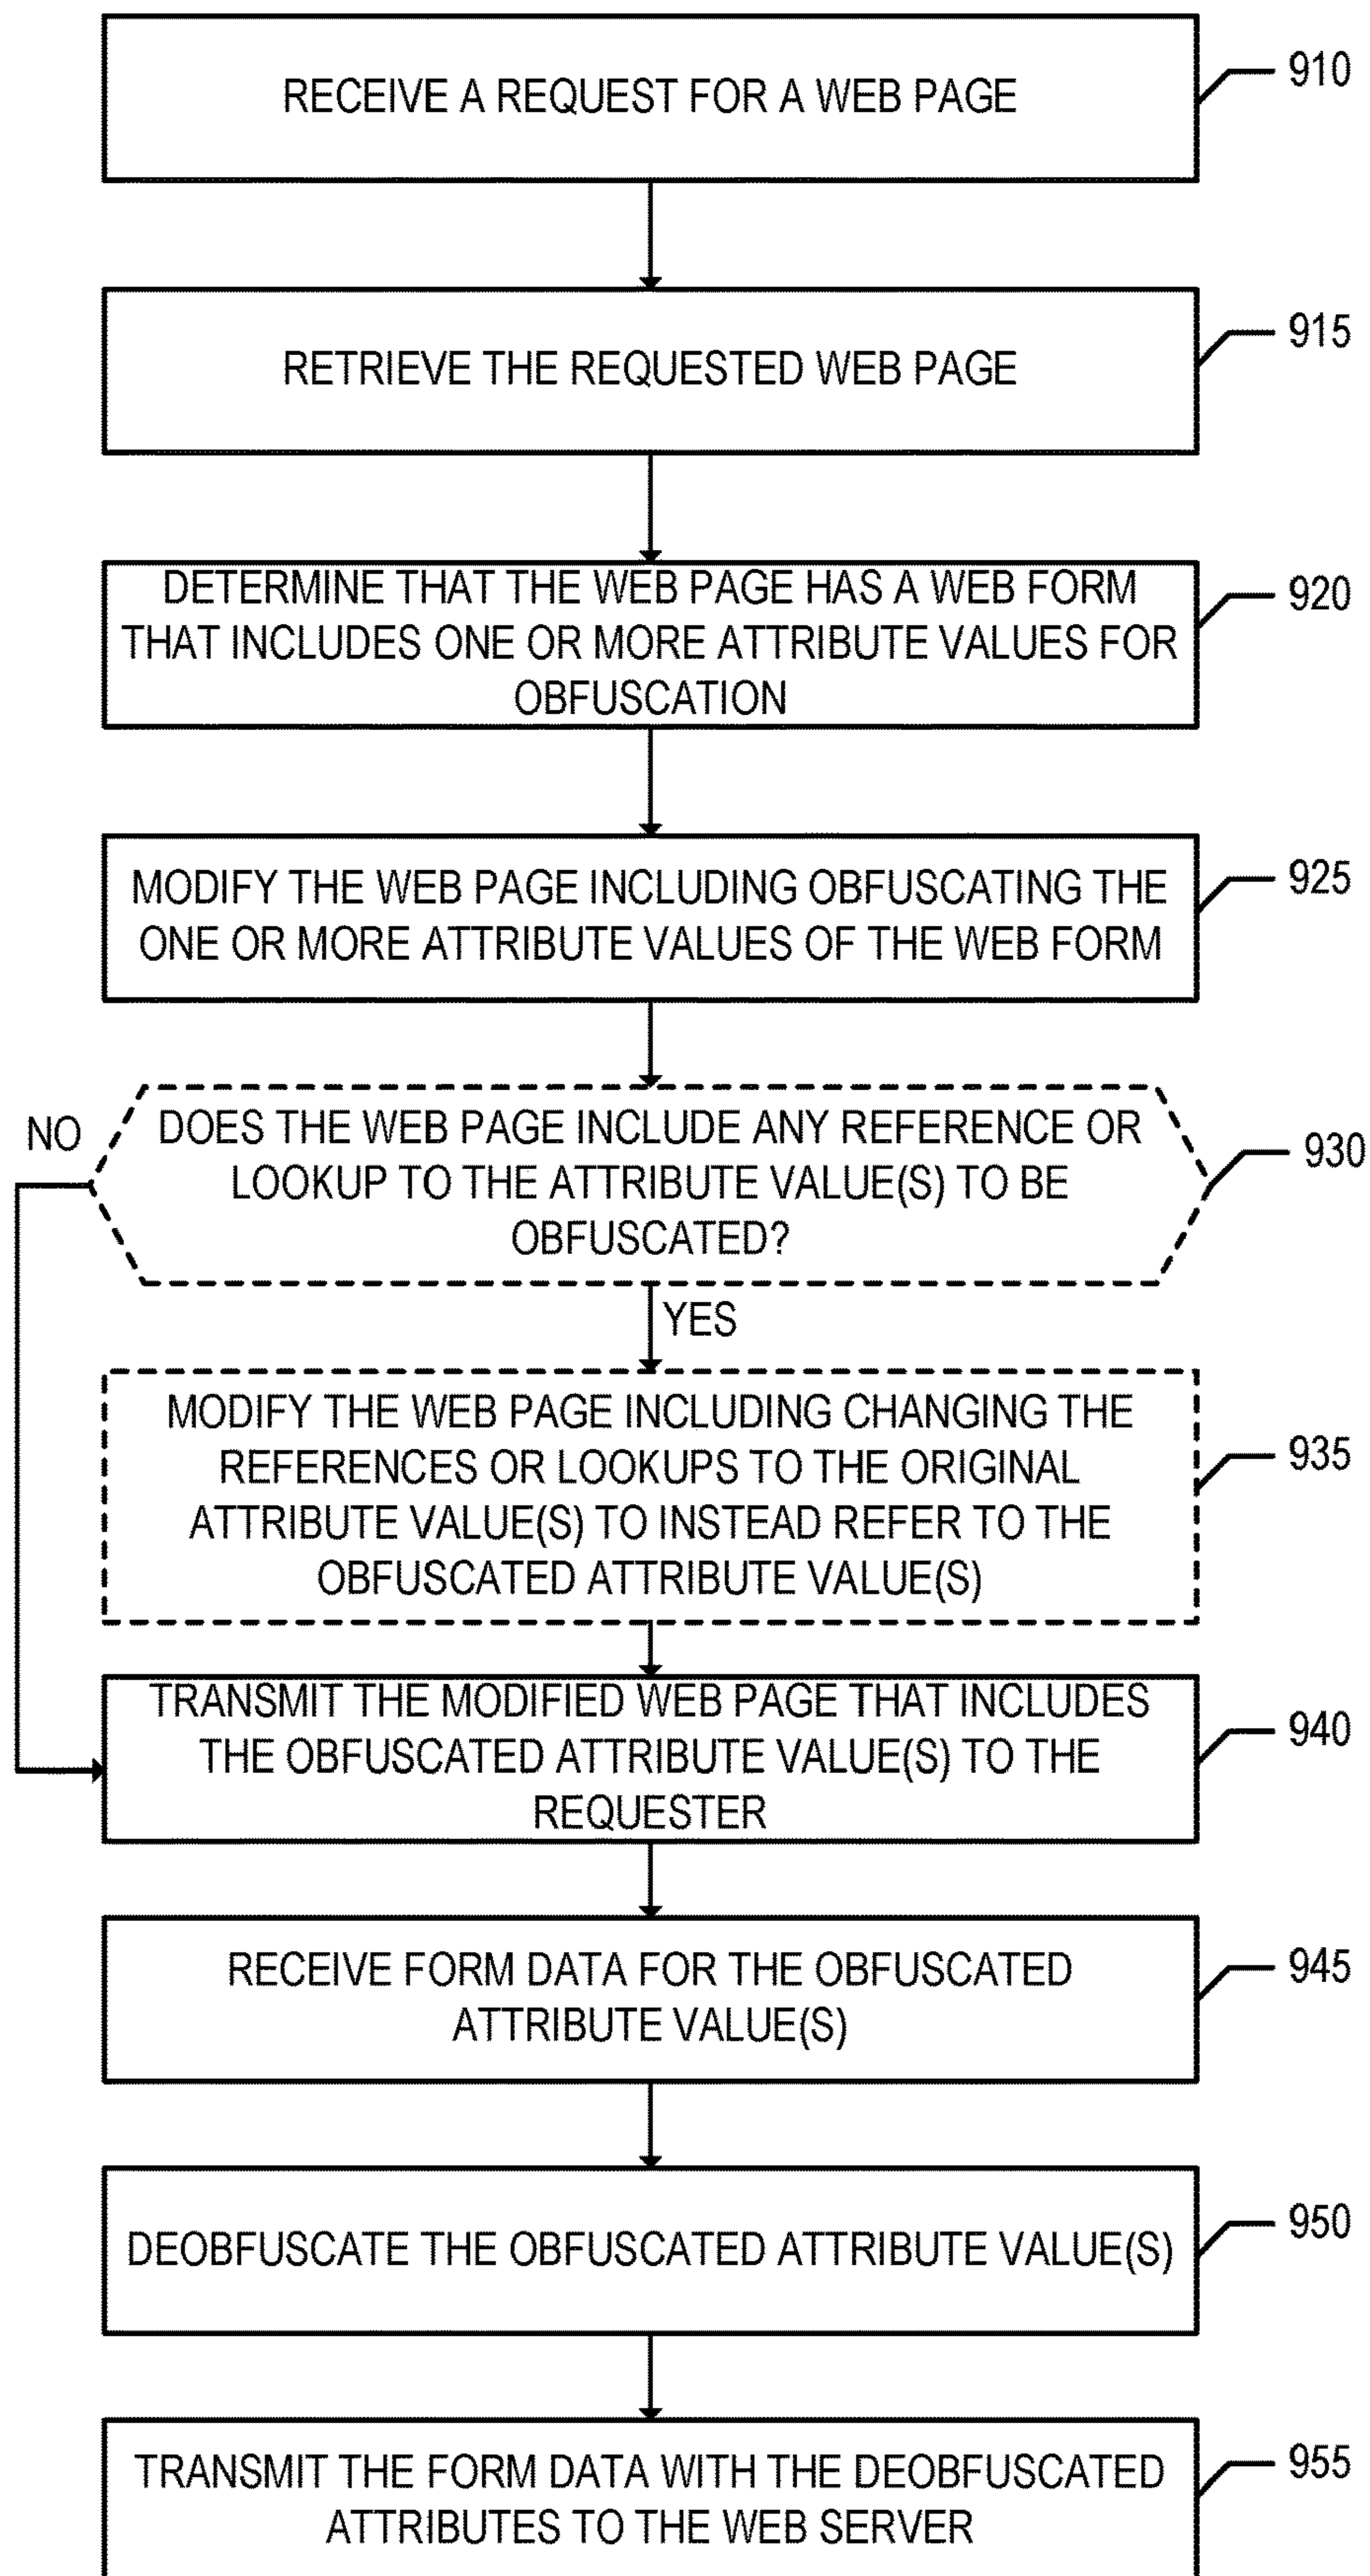 RECEIVE A REQUEST FOR A WEB PAGE
910
RETRIEVE THE REQUESTED WEB PAGE
915
DETERMINE THAT THE WEB PAGE HAS A WEB FORM
THAT INCLUDES ONE OR MORE ATTRIBUTE VALUES FOR
OBFUSCATION
920
MODIFY THE WEB PAGE INCLUDING OBFUSCATING THE
ONE OR MORE ATTRIBUTE VALUES OF THE WEB FORM
925
NO
DOES THE WEB PAGE INCLUDE ANY REFERENCE OR
LOOKUP TO THE ATTRIBUTE VALUE(S) TO BE
OBFUSCATED?
930
YES
MODIFY THE WEB PAGE INCLUDING CHANGING THE
REFERENCES OR LOOKUPS TO THE ORIGINAL
ATTRIBUTE VALUE(S) TO INSTEAD REFER TO THE
OBFUSCATED ATTRIBUTE VALUE(S)
935
TRANSMIT THE MODIFIED WEB PAGE THAT INCLUDES
THE OBFUSCATED ATTRIBUTE VALUE(S) TO THE
REQUESTER
940
RECEIVE FORM DATA FOR THE OBFUSCATED
ATTRIBUTE VALUE(S)
945
DEOBFUSCATE THE OBFUSCATED ATTRIBUTE VALUE(S)
950
TRANSMIT THE FORM DATA WITH THE DEOBFUSCATED
ATTRIBUTES TO THE WEB SERVER
955